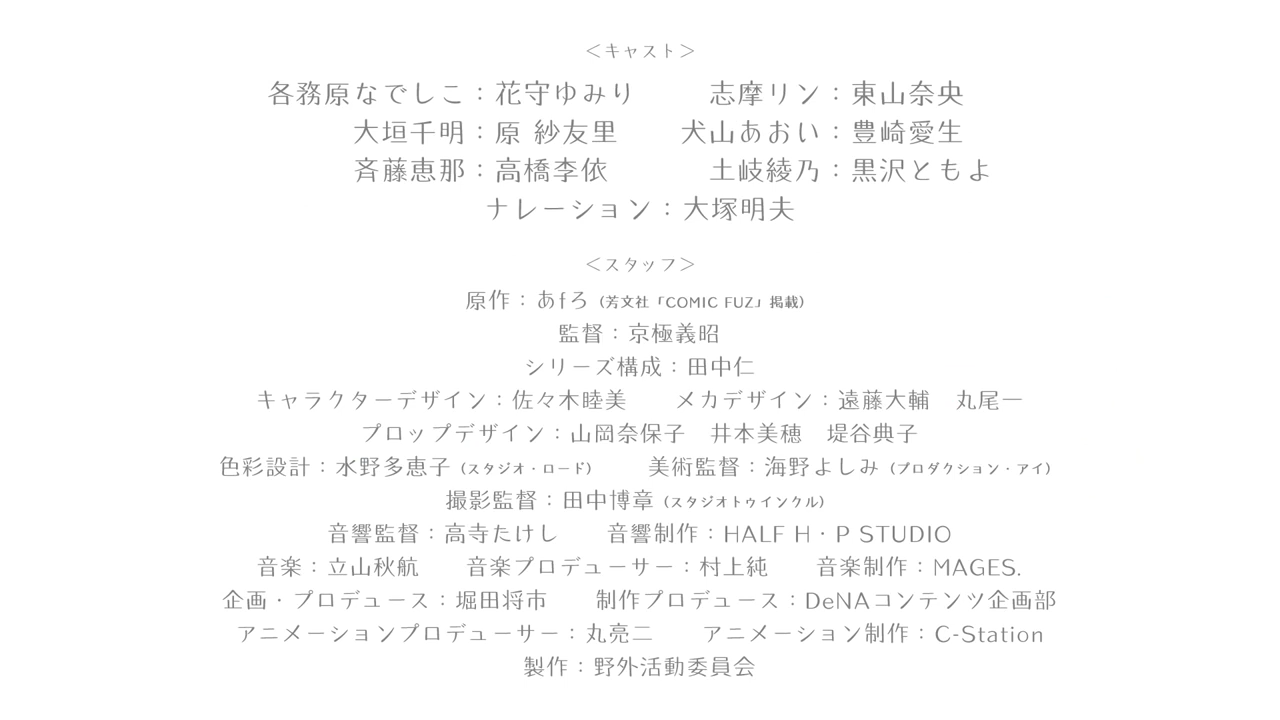 ＜キャスト＞
各務原なでしこ：花守ゆみり　志摩リン：東山奈央
大垣千明：原 紗友里　犬山あおい：豊崎愛生
斉藤恵那：高橋李依　土岐綾乃：黒沢ともよ
ナレーション：大塚明夫
＜スタッフ＞
原作：あfろ（芳文社「COMIC FUZ」掲載）
監督：京極義昭
シリーズ構成：田中仁
キャラクターデザイン：佐々木睦美　メカデザイン：遠藤大輔　丸尾一
プロップデザイン：山岡奈保子　井本美穂　堤谷典子
色彩設計：水野多恵子（スタジオ・ロード）　美術監督：海野よしみ（プロダクション・アイ）
撮影監督：田中博章（スタジオトゥインクル）
音響監督：高寺たけし　音響制作：HALF H・P STUDIO
音楽：立山秋航　音楽プロデューサー：村上純　音楽制作：MAGES.
企画・プロデュース：堀田将市　制作プロデュース：DeNAコンテンツ企画部
アニメーションプロデューサー：丸亮二　アニメーション制作：C-Station
製作：野外活動委員会